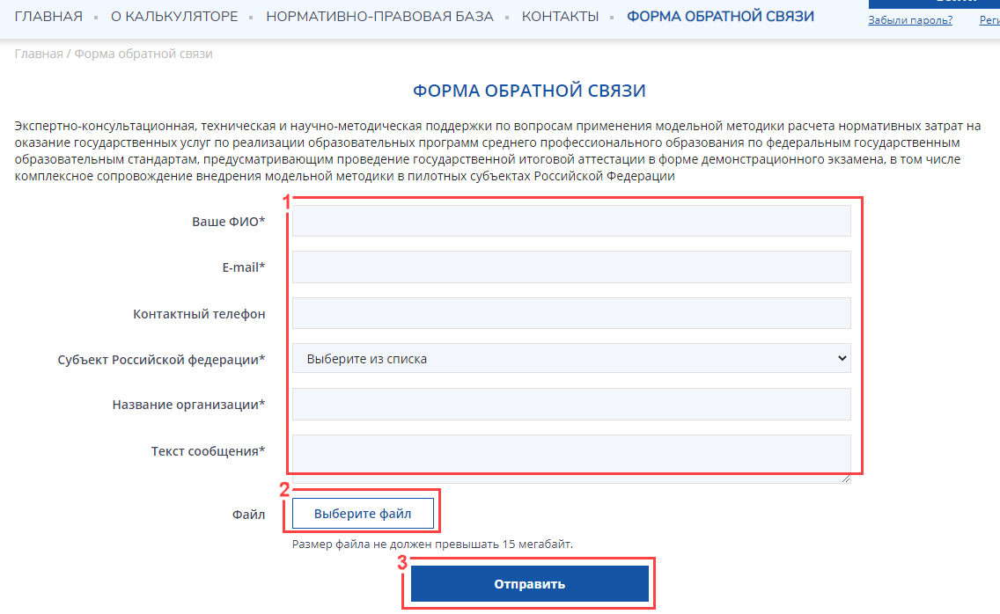 ГЛАВНАЯ О КАЛЬКУЛЯТОРЕ НОРМАТИВНО-ПРАВОВАЯ БАЗА КОНТАКТЫ ФОРМА ОБРАТНОЙ СВЯЗИ
Забыли пароль?
Главная / Форма обратной связи
ФОРМА ОБРАТНОЙ СВЯЗИ
Экспертно-консультационная, техническая и научно-методическая поддержки по вопросам применения модельной методики расчета нормативных затрат на
оказание государственных услуг по реализации образовательных программ среднего профессионального образования по федеральным государственным
образовательным стандартам, предусматривающим проведение государственной итоговой аттестации в форме демонстрационного экзамена, в том числе
комплексное сопровождение внедрения модельной методики в пилотных субъектах Российской Федерации
1
Ваше ФИО*
E-mail*
Контактный телефон
Субъект Российской федерации* Выберите из списка
Название организации*
Текст сообщения*
2
Файл Выберите файл
Размер файла не должен превышать 15 мегабайт.
3
Отправить